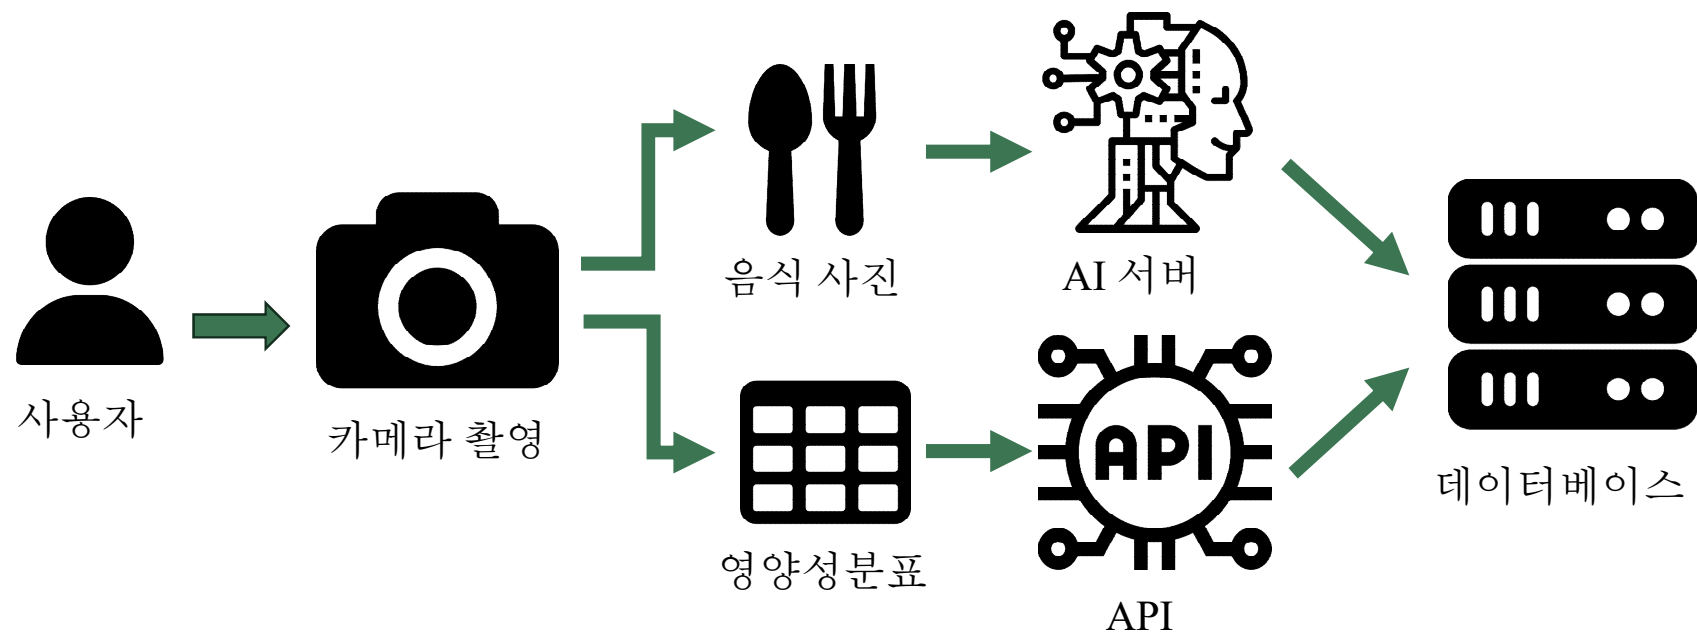 사용자
카메라 촬영
음식 사진
AI 서버
영양성분표
API
API
데이터베이스